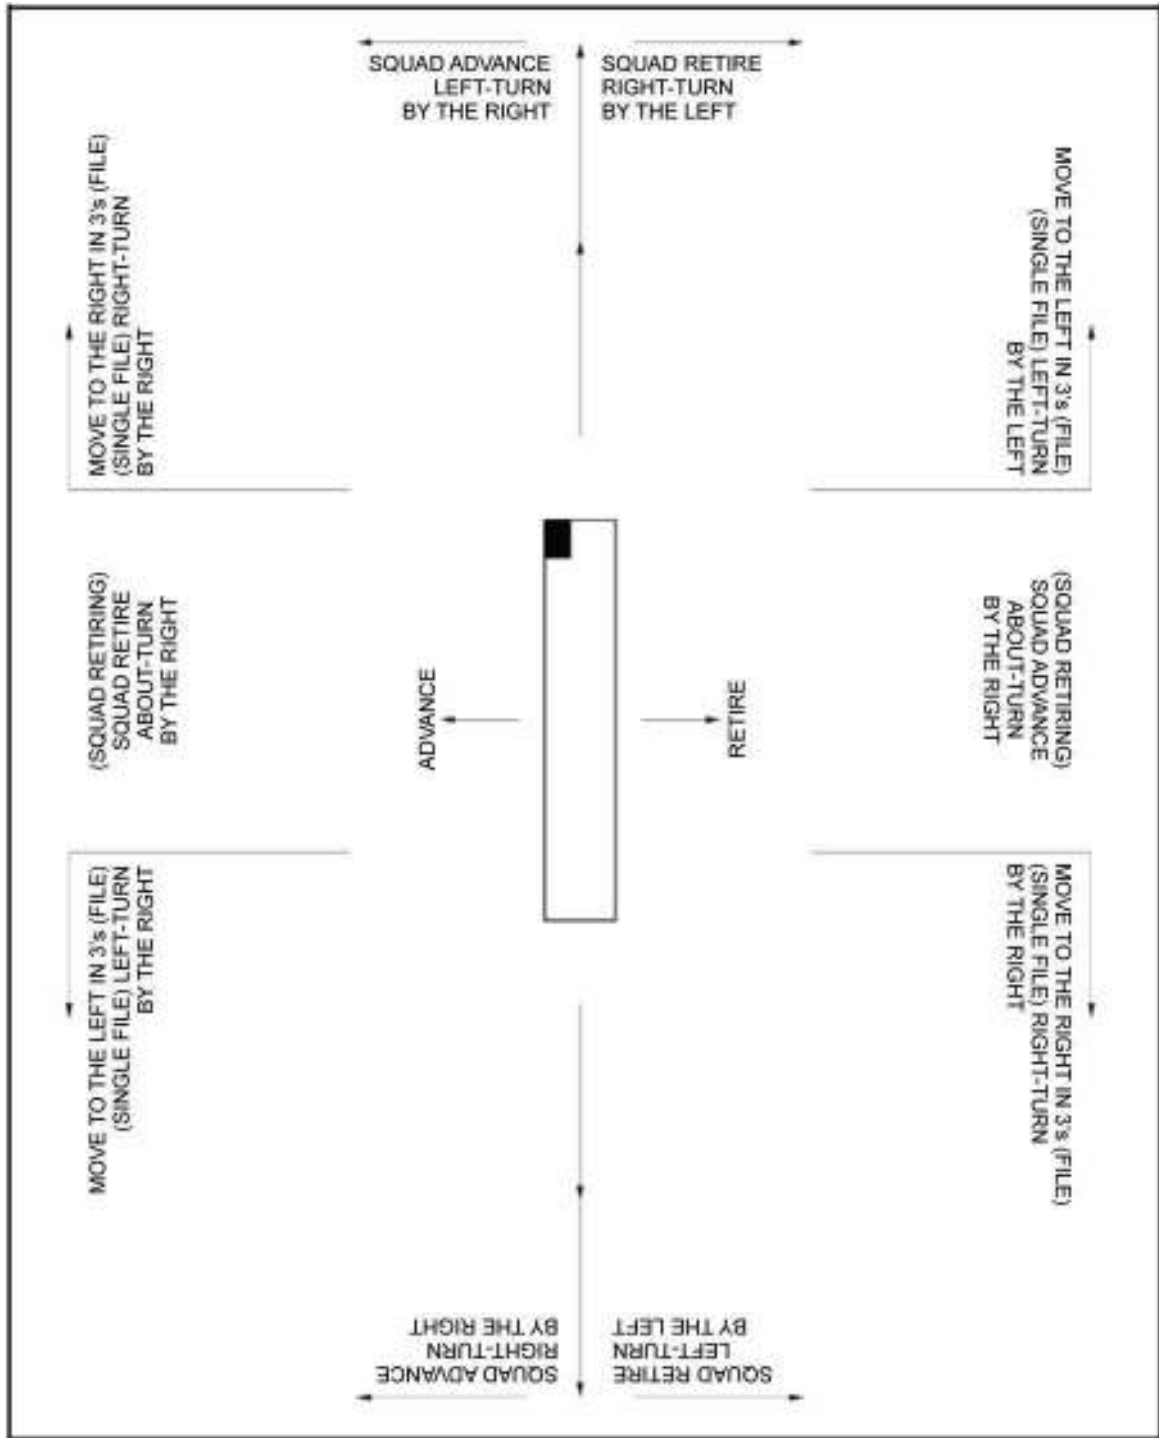 SQUAD ADVANCE
LEFT-TURN
BY THE RIGHT
SQUAD RETIRE
RIGHT-TURN
BY THE LEFT
MOVE TO THE RIGHT IN 3's (FILE)
(SINGLE FILE) RIGHT-TURN
BY THE RIGHT
MOVE TO THE LEFT IN 3's (FILE)
(SINGLE FILE) LEFT-TURN
BY THE LEFT
(SQUAD RETIRING)
SQUAD RETIRE
ABOUT-TURN
BY THE RIGHT
ADVANCE
RETIRE
(SQUAD RETIRING)
SQUAD ADVANCE
ABOUT-TURN
BY THE RIGHT
MOVE TO THE LEFT IN 3's (FILE)
(SINGLE FILE) LEFT-TURN
BY THE RIGHT
MOVE TO THE RIGHT IN 3's (FILE)
(SINGLE FILE) RIGHT-TURN
BY THE RIGHT
SQUAD ADVANCE
RIGHT-TURN
BY THE RIGHT
SQUAD RETIRE
LEFT-TURN
BY THE LEFT